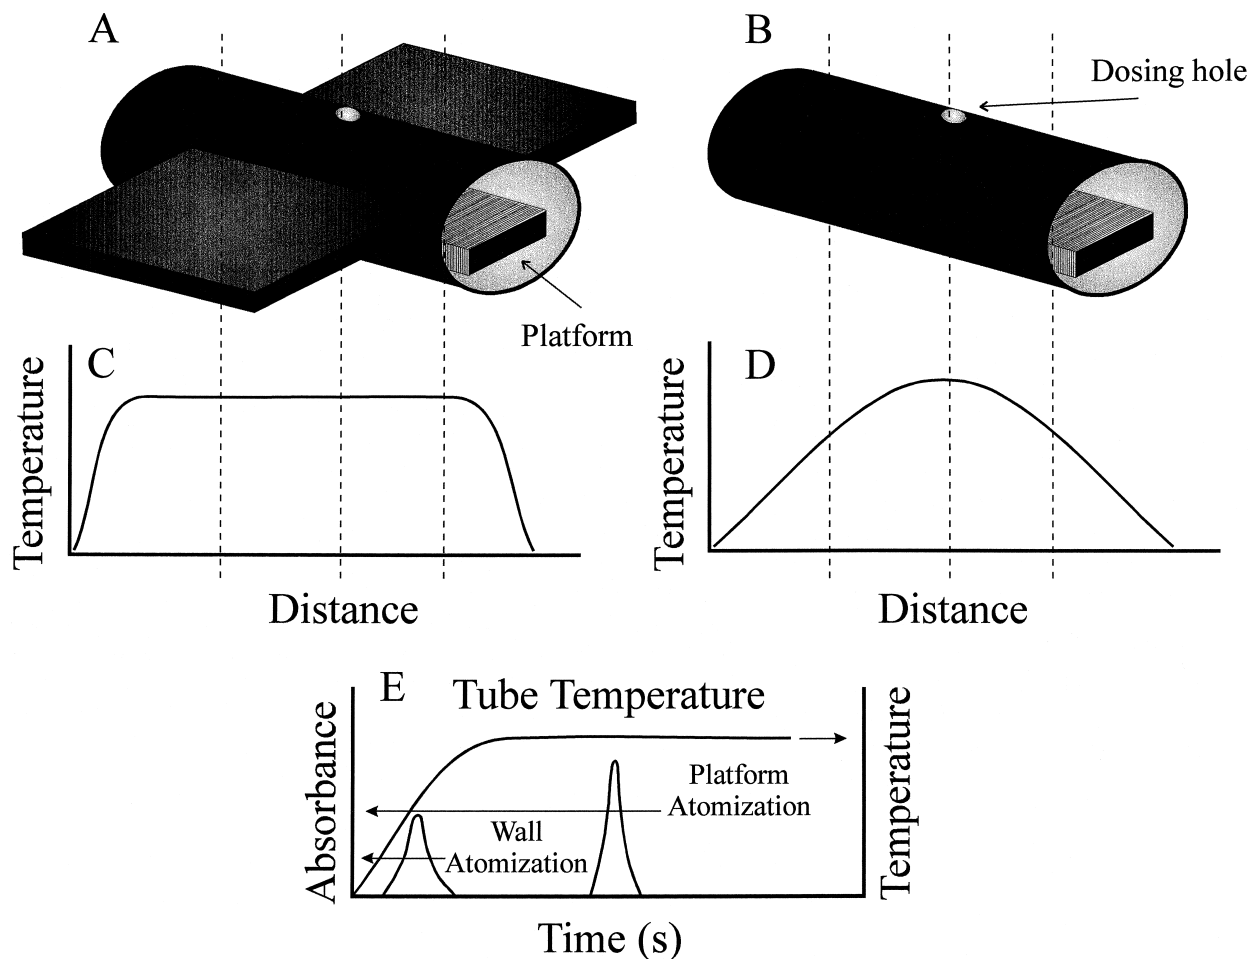 A
B
Dosing hole
Platform
C
Temperature
Distance
D
Temperature
Distance
E
Tube Temperature
Absorbance
Temperature
Platform
Atomization
Wall
Atomization
Time (s)